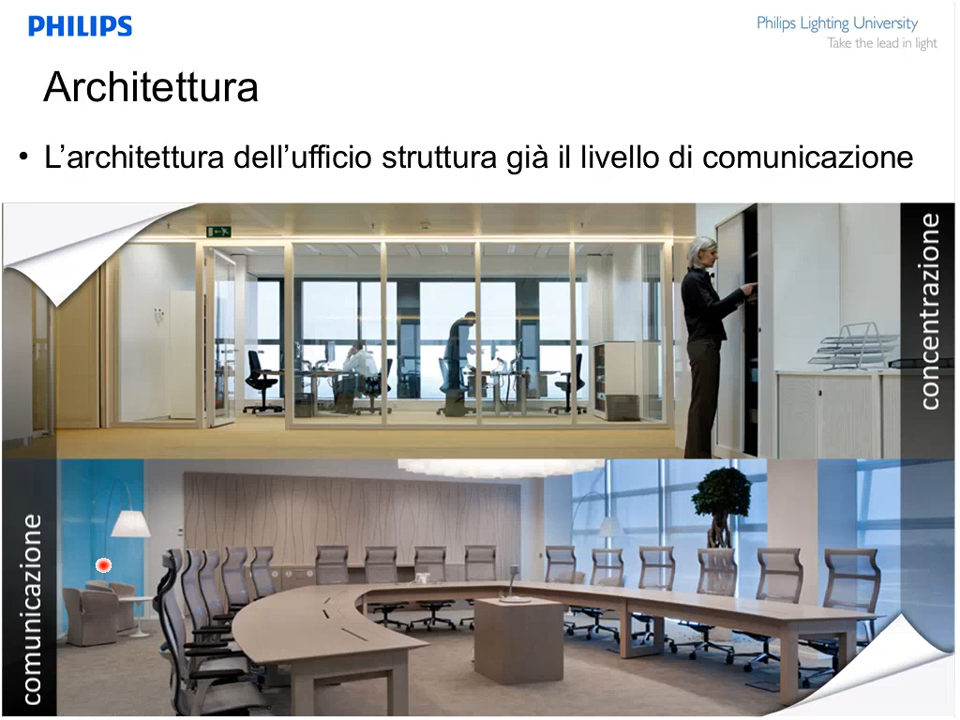 PHILIPS
Philips Lighting University
Take the lead in light
Architettura
• L’architettura dell’ufficio struttura già il livello di comunicazione
concentrazione
comunicazione